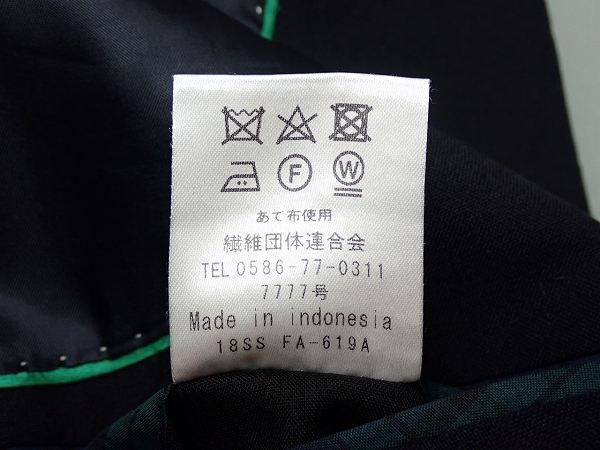 F W
あて布使用
繊維団体連合会
TEL 0586-77-0311
7777号
Made in indonesia
18SS FA-619A